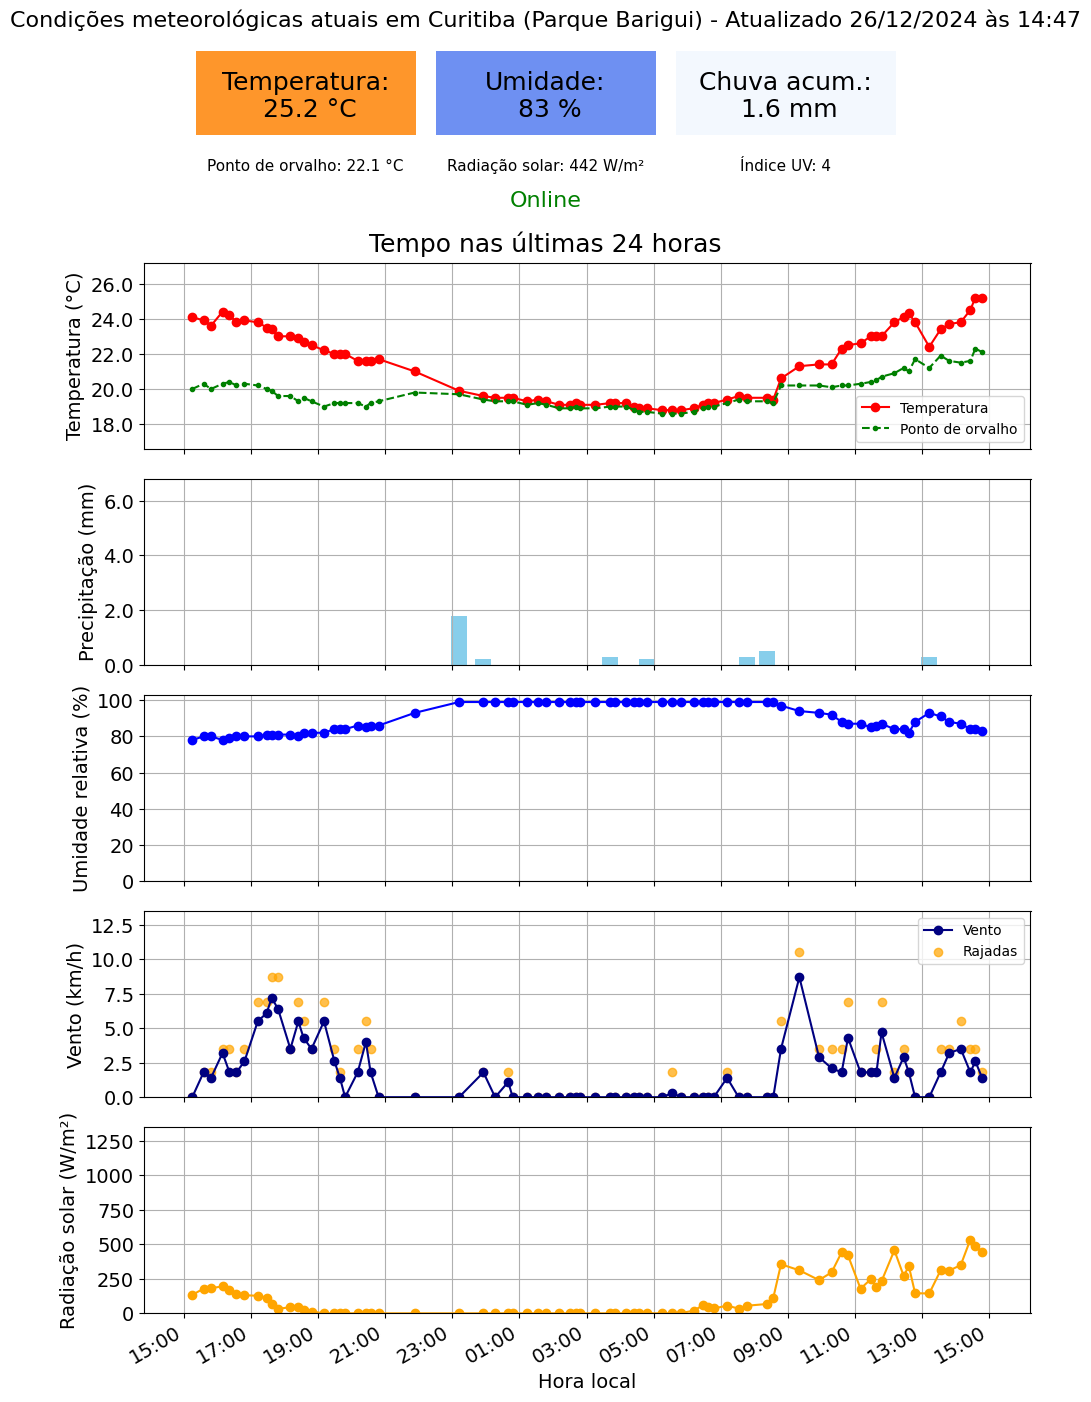 Condições meteorológicas atuais em Curitiba (Parque Barigui) - Atualizado 26/12/2024 às 14:47
Temperatura:
25.2 °C
Umidade:
83 %
Chuva acum.:
1.6 mm
Ponto de orvalho: 22.1 °C
Radiação solar: 442 W/m²
Índice UV: 4
Online
Tempo nas últimas 24 horas
Temperatura (°C)
26.0
24.0
22.0
20.0
18.0
Temperatura
Ponto de orvalho
Precipitação (mm)
6.0
4.0
2.0
0.0
Umidade relativa (%)
100
80
60
40
20
0
Vento (km/h)
12.5
10.0
7.5
5.0
2.5
0.0
Vento
Rajadas
Radiação solar (W/m²)
1250
1000
750
500
250
0
15:00
17:00
19:00
21:00
23:00
01:00
03:00
05:00
07:00
09:00
11:00
13:00
15:00
Hora local